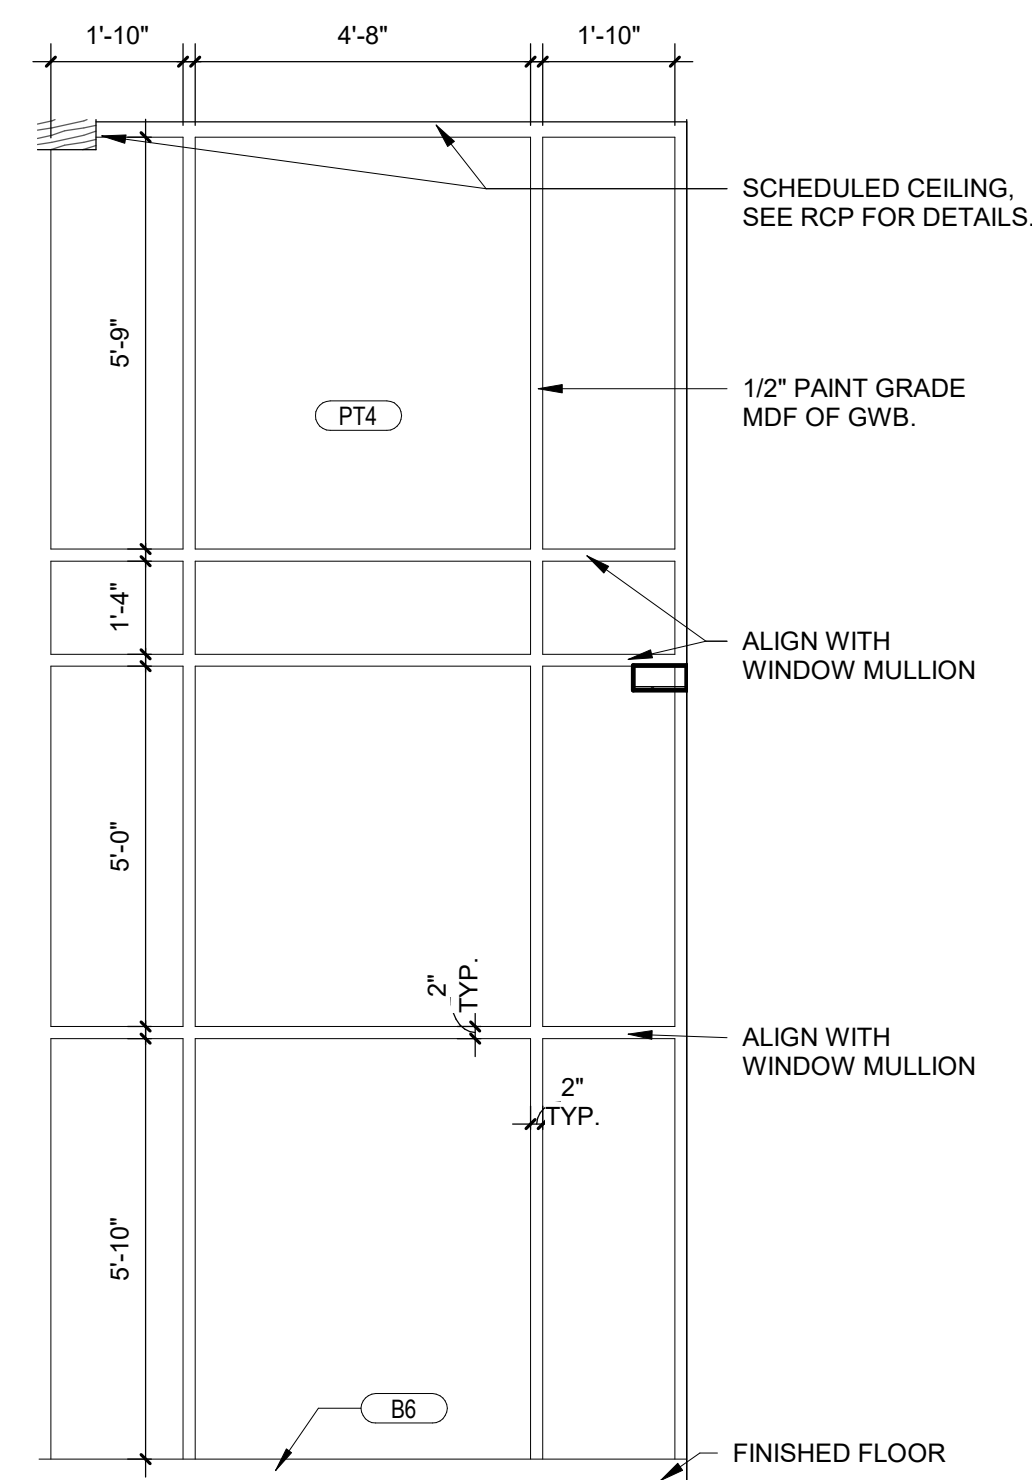 1'-10"
4'-8"
1'-10"
SCHEDULED CEILING,
SEE RCP FOR DETAILS.
5'-9"
1/2" PAINT GRADE
MDF OF GWB.
PT4
1'-4"
ALIGN WITH
WINDOW MULLION
5'-0"
2"
TYP.
ALIGN WITH
WINDOW MULLION
2"
TYP.
5'-10"
B6
FINISHED FLOOR